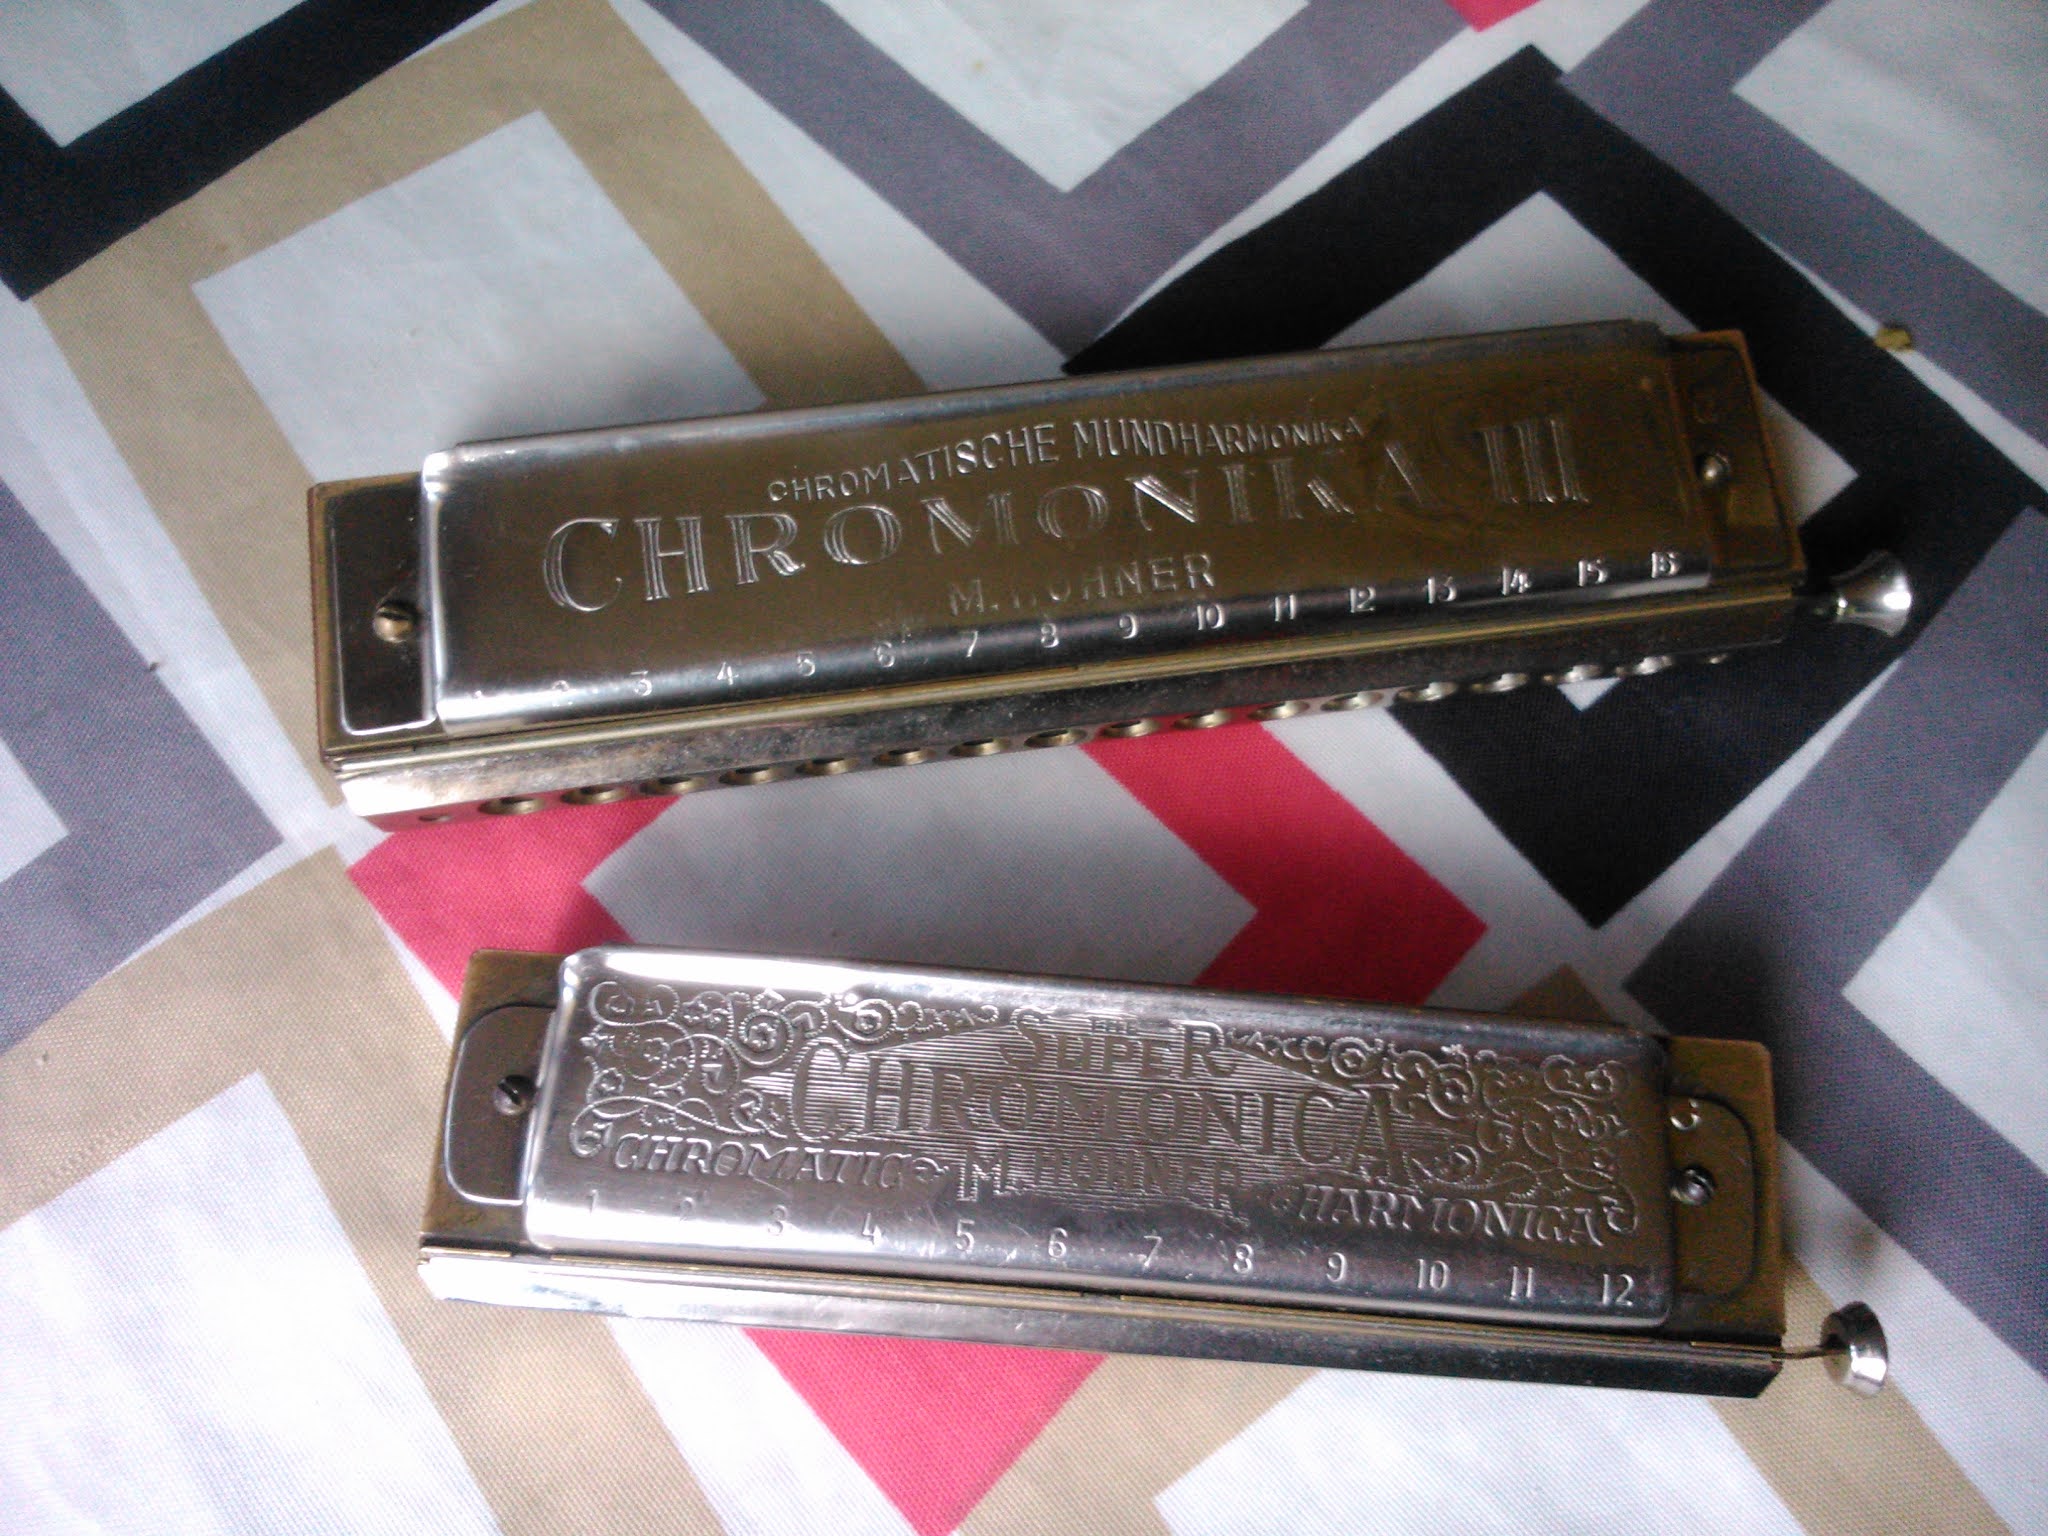 CHROMATISCHE MUNDHARMONIKA
CHROMONIKA III
M. HOHNER
1 2 3 4 5 6 7 8 9 10 11 12 13 14 15 16
THE
SUPER
CHROMONICA
CHROMATIC M. HOHNER HARMONICA
1 2 3 4 5 6 7 8 9 10 11 12